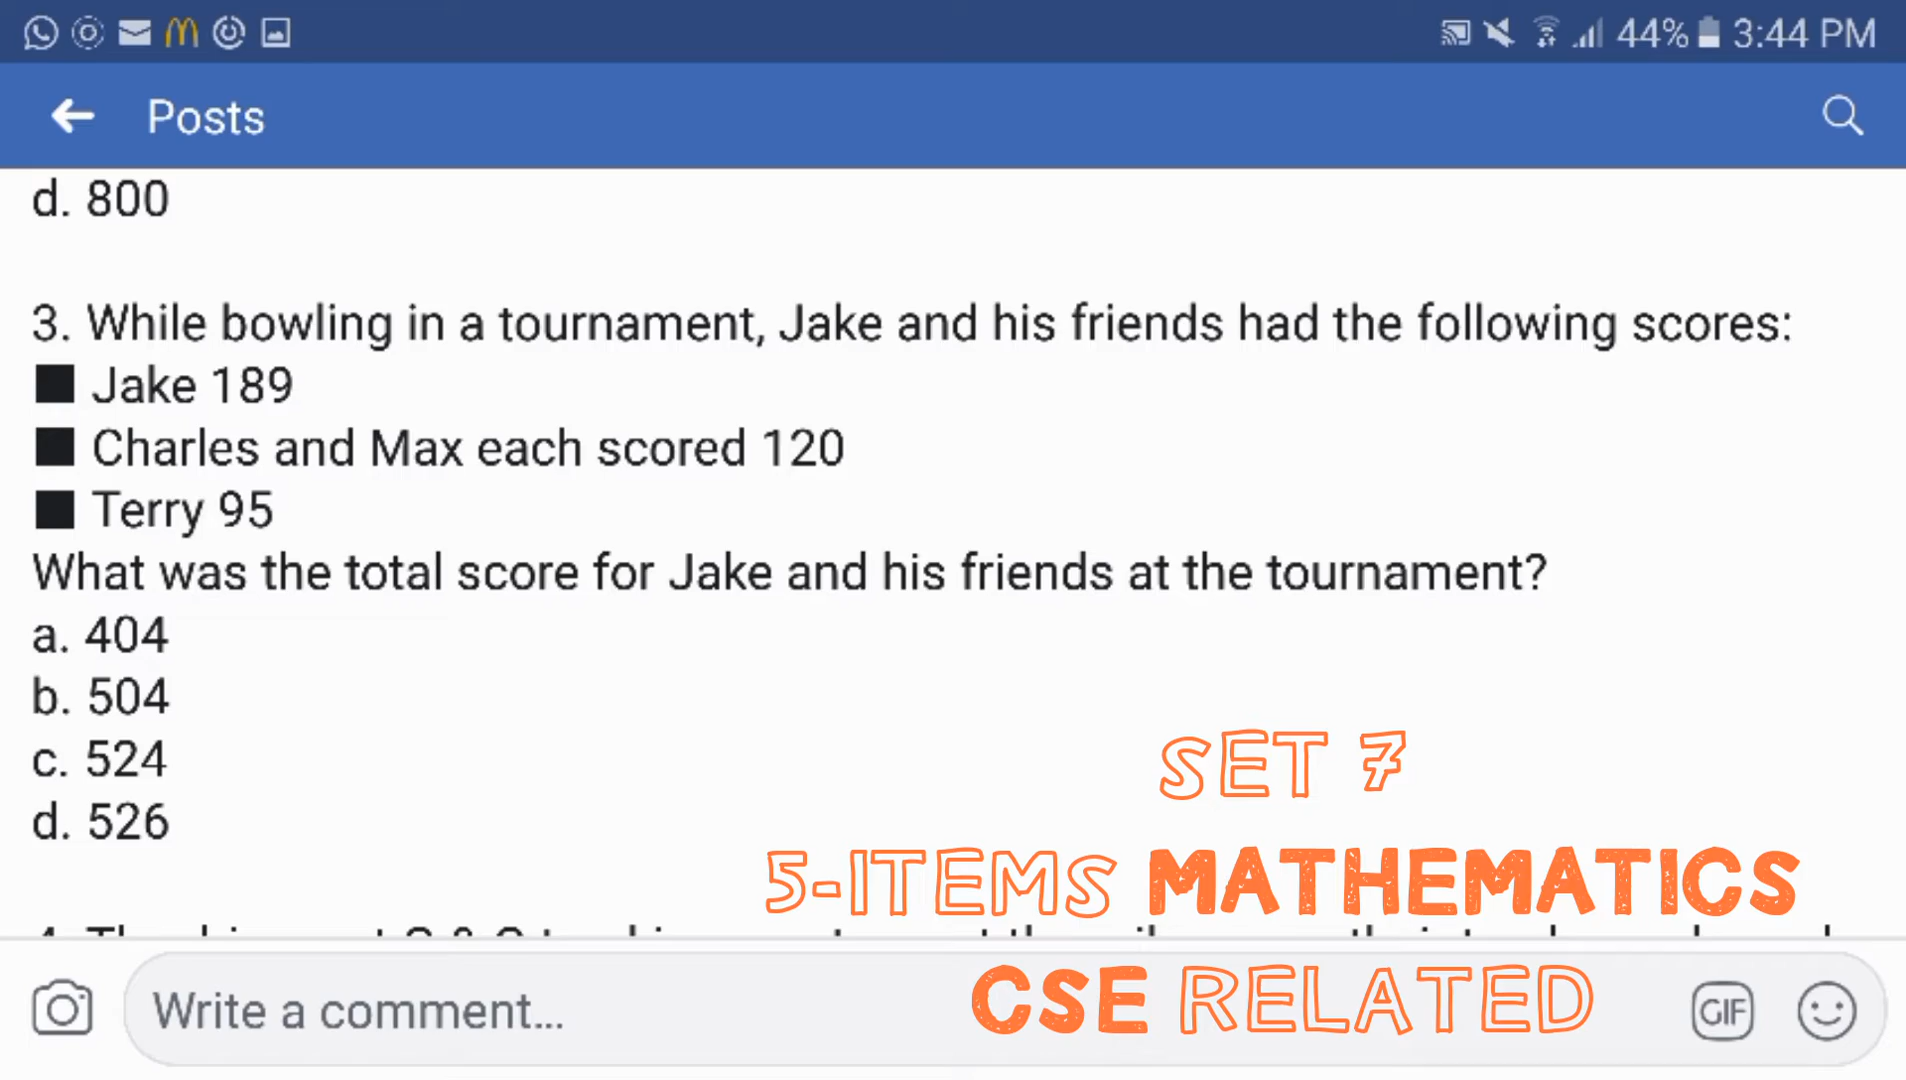 44% 3:44 PM
Posts
d. 800
3. While bowling in a tournament, Jake and his friends had the following scores:
■ Jake 189
■ Charles and Max each scored 120
■ Terry 95
What was the total score for Jake and his friends at the tournament?
a. 404
b. 504
c. 524
d. 526
SET 7
5-ITEMS MATHEMATICS
CSE RELATED
Write a comment...
GIF